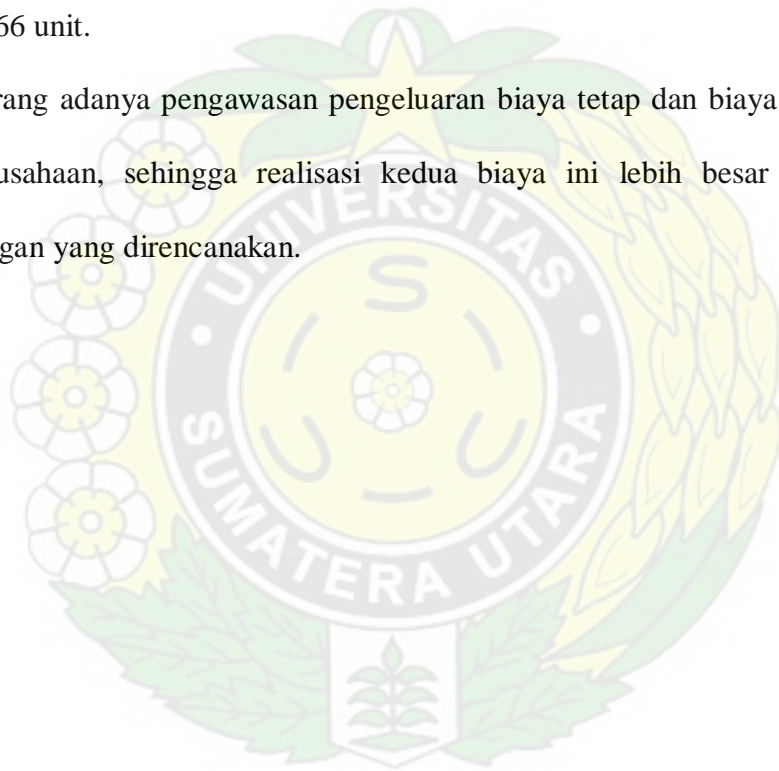 66 unit.
rang adanya pengawasan pengeluaran biaya tetap dan biaya
usahaan, sehingga realisasi kedua biaya ini lebih besar
gan yang direncanakan.
UNIVERSITAS
S
U U
SUMATERA UTARA